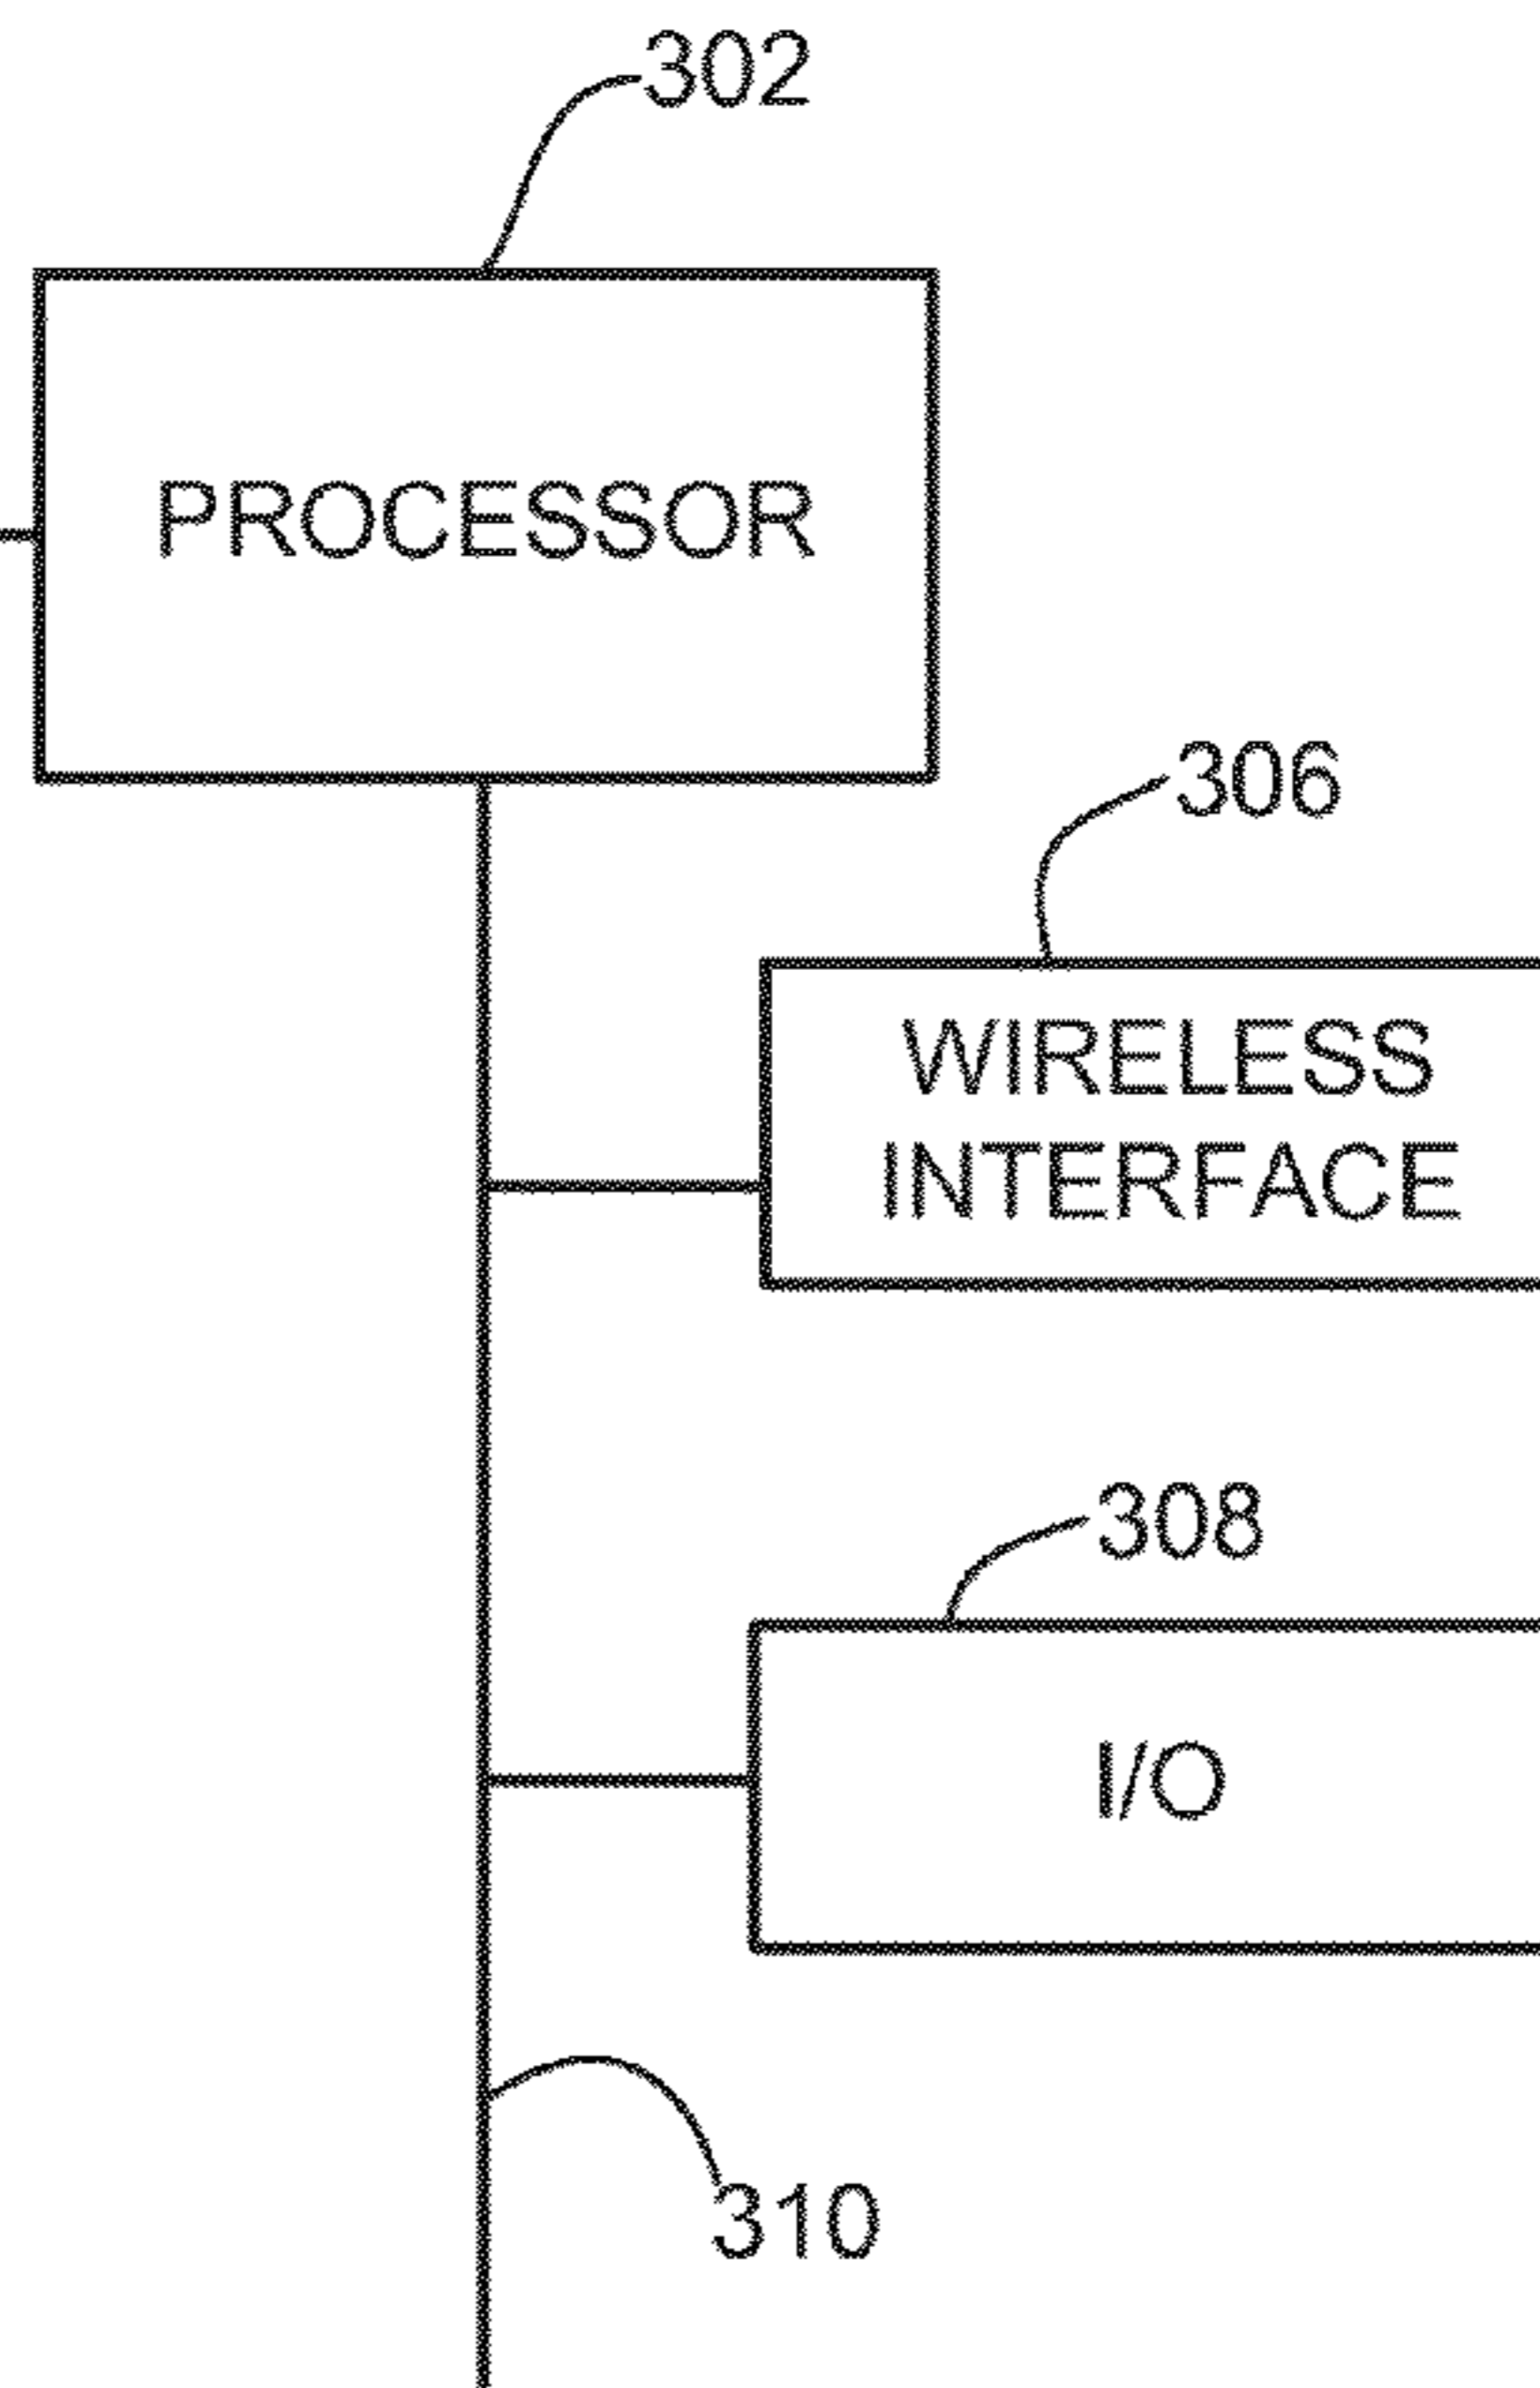 302
PROCESSOR
306
WIRELESS
INTERFACE
308
I/O
310